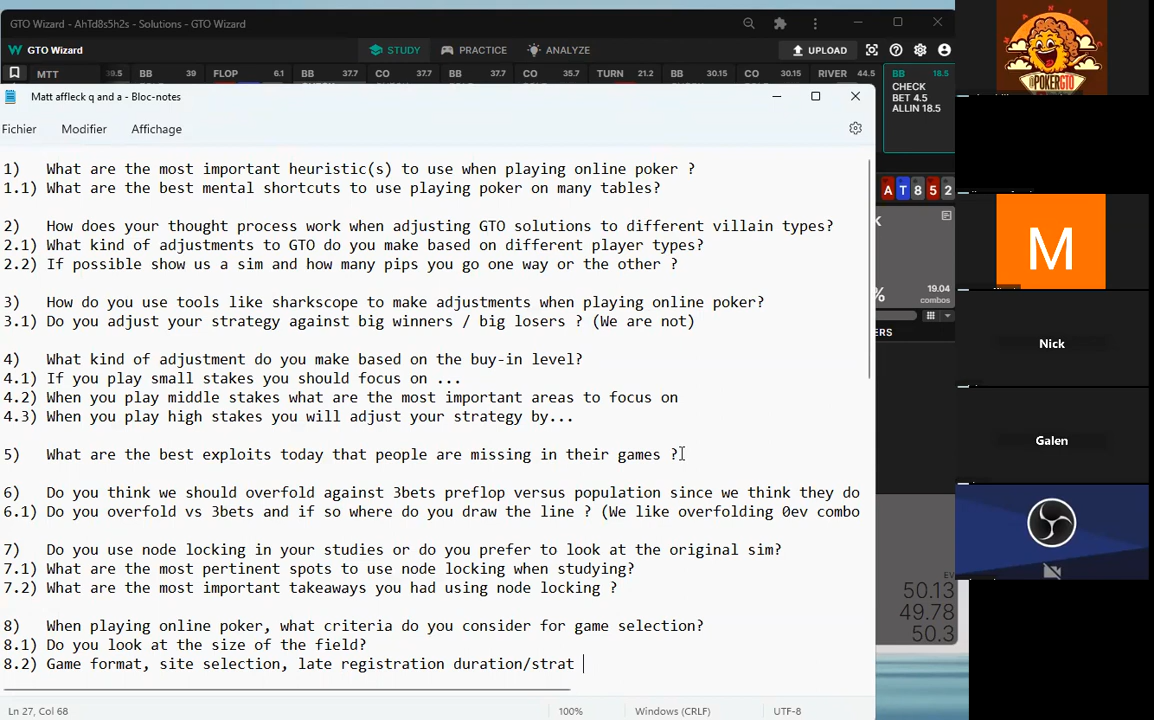 GTO Wizard - AhTd8s5h2s - Solutions - GTO Wizard
GTO Wizard
STUDY
PRACTICE
ANALYZE
UPLOAD
MTT 39.5 BB 39 FLOP 6.1 BB 37.7 CO 37.7 BB 37.7 CO 35.7 TURN 21.2 BB 30.15 CO 30.15 RIVER 44.5 BB 18.5
CHECK
BET 4.5
ALLIN 18.5
Matt affleck q and a - Bloc-notes
Fichier Modifier Affichage
1) What are the most important heuristic(s) to use when playing online poker ?
1.1) What are the best mental shortcuts to use playing poker on many tables?
2) How does your thought process work when adjusting GTO solutions to different villain types?
2.1) What kind of adjustments to GTO do you make based on different player types?
2.2) If possible show us a sim and how many pips you go one way or the other ?
3) How do you use tools like sharkscope to make adjustments when playing online poker?
3.1) Do you adjust your strategy against big winners / big losers ? (We are not)
4) What kind of adjustment do you make based on the buy-in level?
4.1) If you play small stakes you should focus on ...
4.2) When you play middle stakes what are the most important areas to focus on
4.3) When you play high stakes you will adjust your strategy by...
5) What are the best exploits today that people are missing in their games ?
6) Do you think we should overfold against 3bets preflop versus population since we think they do
6.1) Do you overfold vs 3bets and if so where do you draw the line ? (We like overfolding 0ev combo
7) Do you use node locking in your studies or do you prefer to look at the original sim?
7.1) What are the most pertinent spots to use node locking when studying?
7.2) What are the most important takeaways you had using node locking ?
8) When playing online poker, what criteria do you consider for game selection?
8.1) Do you look at the size of the field?
8.2) Game format, site selection, late registration duration/strat
Ln 27, Col 68
100%
Windows (CRLF)
UTF-8
A T 8 5 2
K
19.04
%
combos
ERS
EV
50.13
49.78
50.3
@POKERGTO
M
Nick
Galen